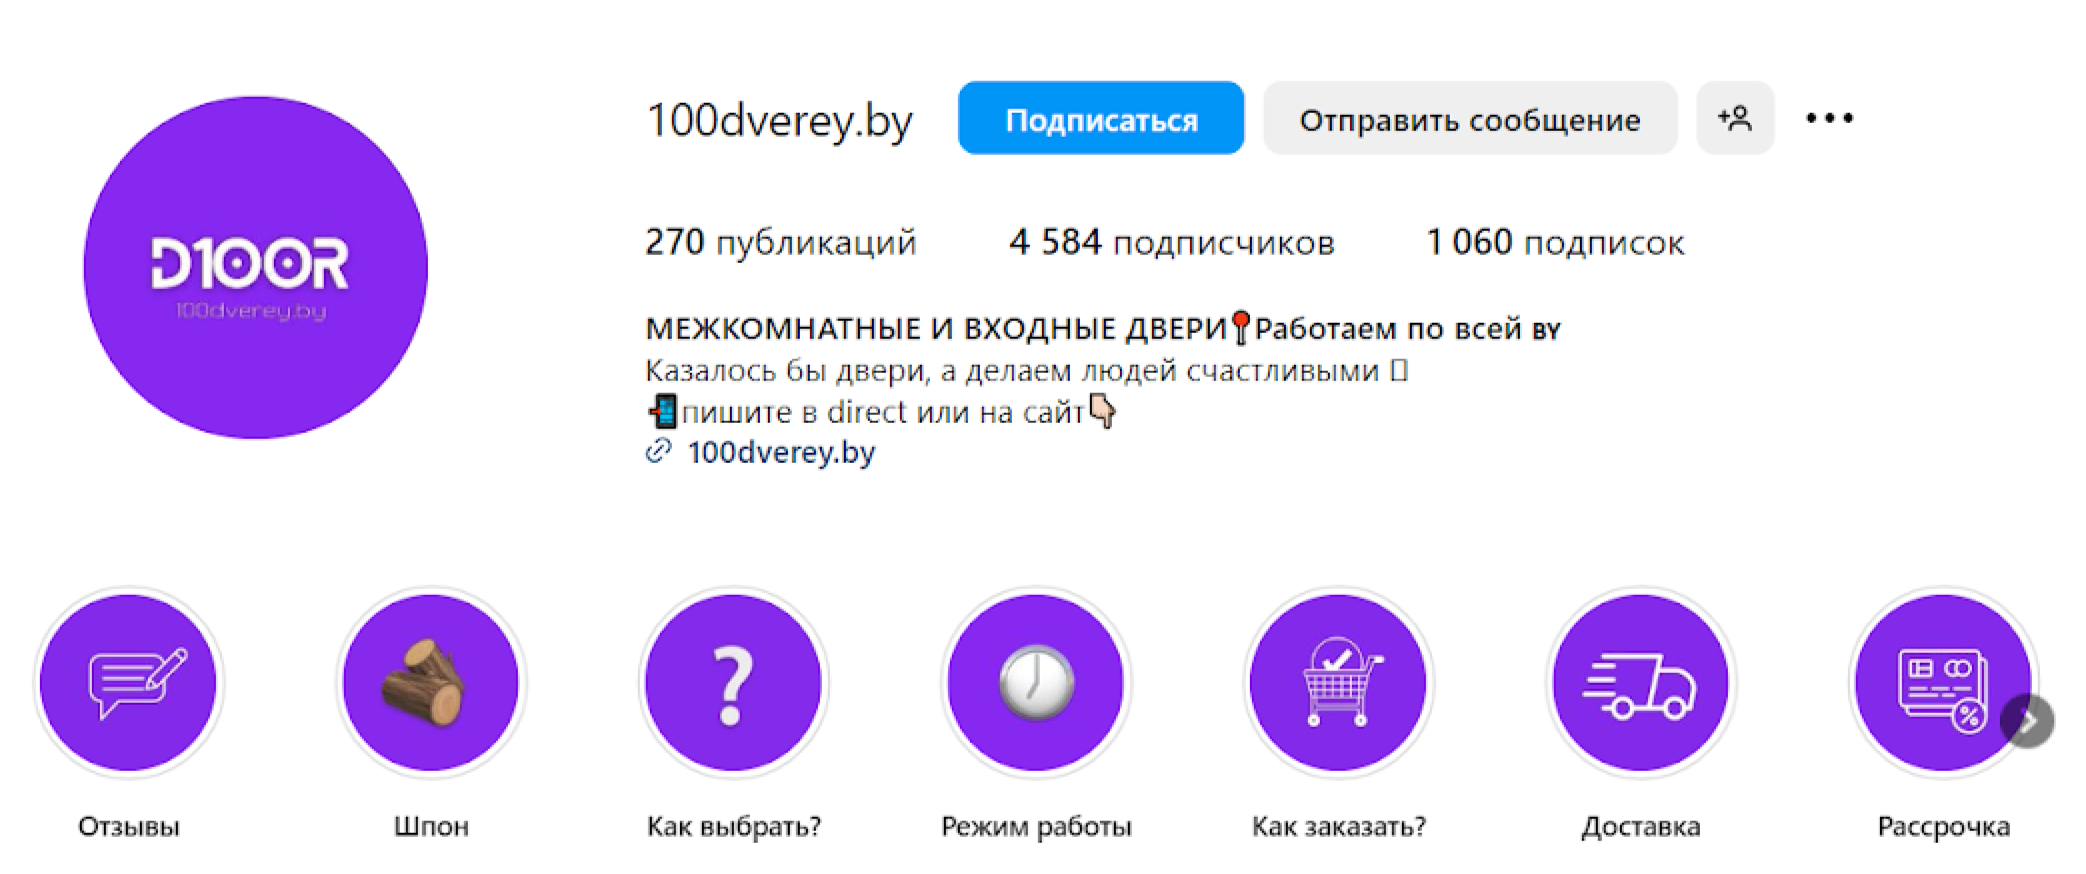 100dverey.by Подписаться Отправить сообщение
D1OOR
100dverey.by
270 публикаций 4 584 подписчиков 1 060 подписок
МЕЖКОМНАТНЫЕ И ВХОДНЫЕ ДВЕРИ📍Работаем по всей BY
Казалось бы двери, а делаем людей счастливыми
📲пишите в direct или на сайт👇🏻
100dverey.by
Отзывы Шпон Как выбрать? Режим работы Как заказать? Доставка Рассрочка